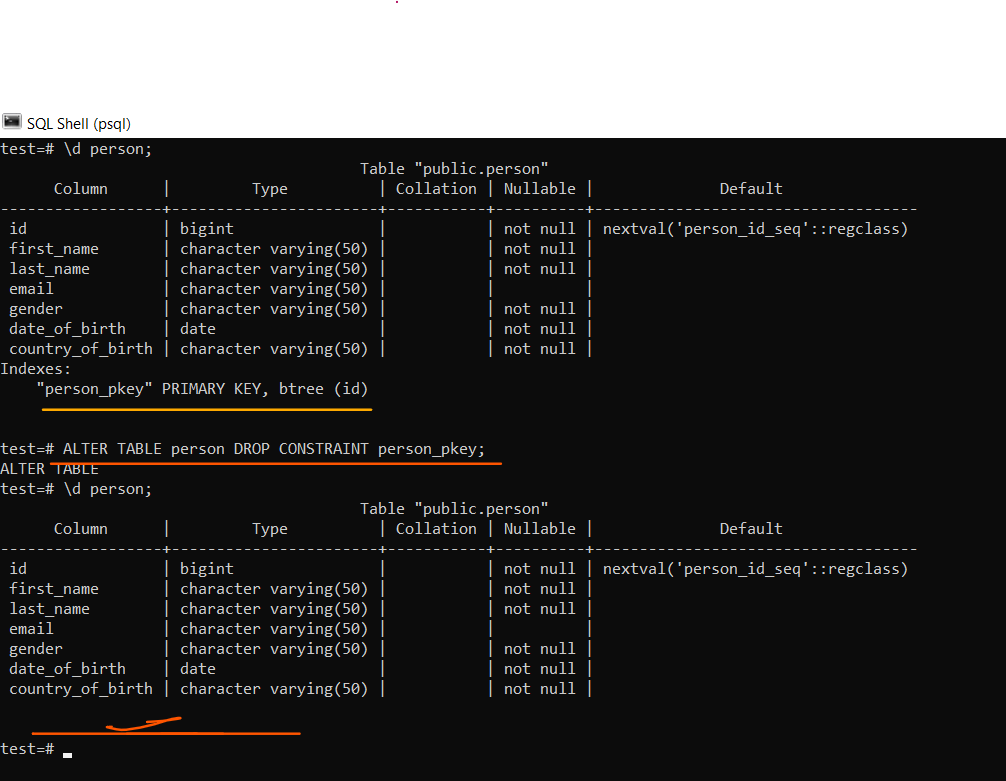 SQL Shell (psql)
test=# \d person;
Table "public.person"
Column | Type | Collation | Nullable | Default
------------------+-----------------------+-----------+----------+------------------------------------
id | bigint | | not null | nextval('person_id_seq'::regclass)
first_name | character varying(50) | | not null |
last_name | character varying(50) | | not null |
email | character varying(50) | | |
gender | character varying(50) | | not null |
date_of_birth | date | | not null |
country_of_birth | character varying(50) | | not null |
Indexes:
"person_pkey" PRIMARY KEY, btree (id)
test=# ALTER TABLE person DROP CONSTRAINT person_pkey;
ALTER TABLE
test=# \d person;
Table "public.person"
Column | Type | Collation | Nullable | Default
------------------+-----------------------+-----------+----------+------------------------------------
id | bigint | | not null | nextval('person_id_seq'::regclass)
first_name | character varying(50) | | not null |
last_name | character varying(50) | | not null |
email | character varying(50) | | |
gender | character varying(50) | | not null |
date_of_birth | date | | not null |
country_of_birth | character varying(50) | | not null |
test=#